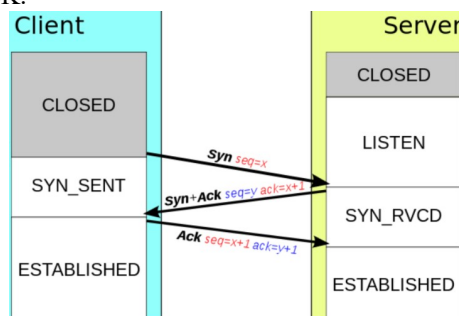 K.
Client
Server
CLOSED
CLOSED
LISTEN
Syn seq=x
SYN_SENT
Syn+Ack seq=y ack=x+1
SYN_RVCD
Ack seq=x+1 ack=y+1
ESTABLISHED
ESTABLISHED